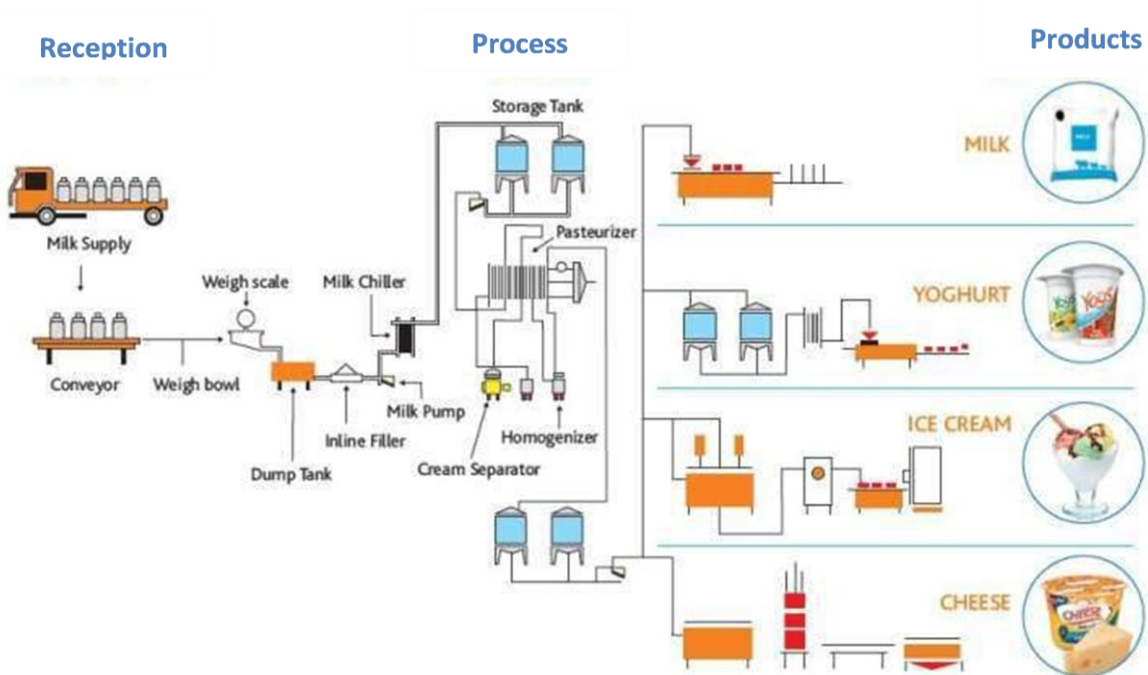 Reception
Process
Products
Storage Tank
MILK
Milk Supply
Pasteurizer
Weigh scale
Milk Chiller
YOGHURT
Conveyor
Weigh bowl
Milk Pump
Inline Filler
Homogenizer
Cream Separator
Dump Tank
ICE CREAM
CHEESE
CHEESE